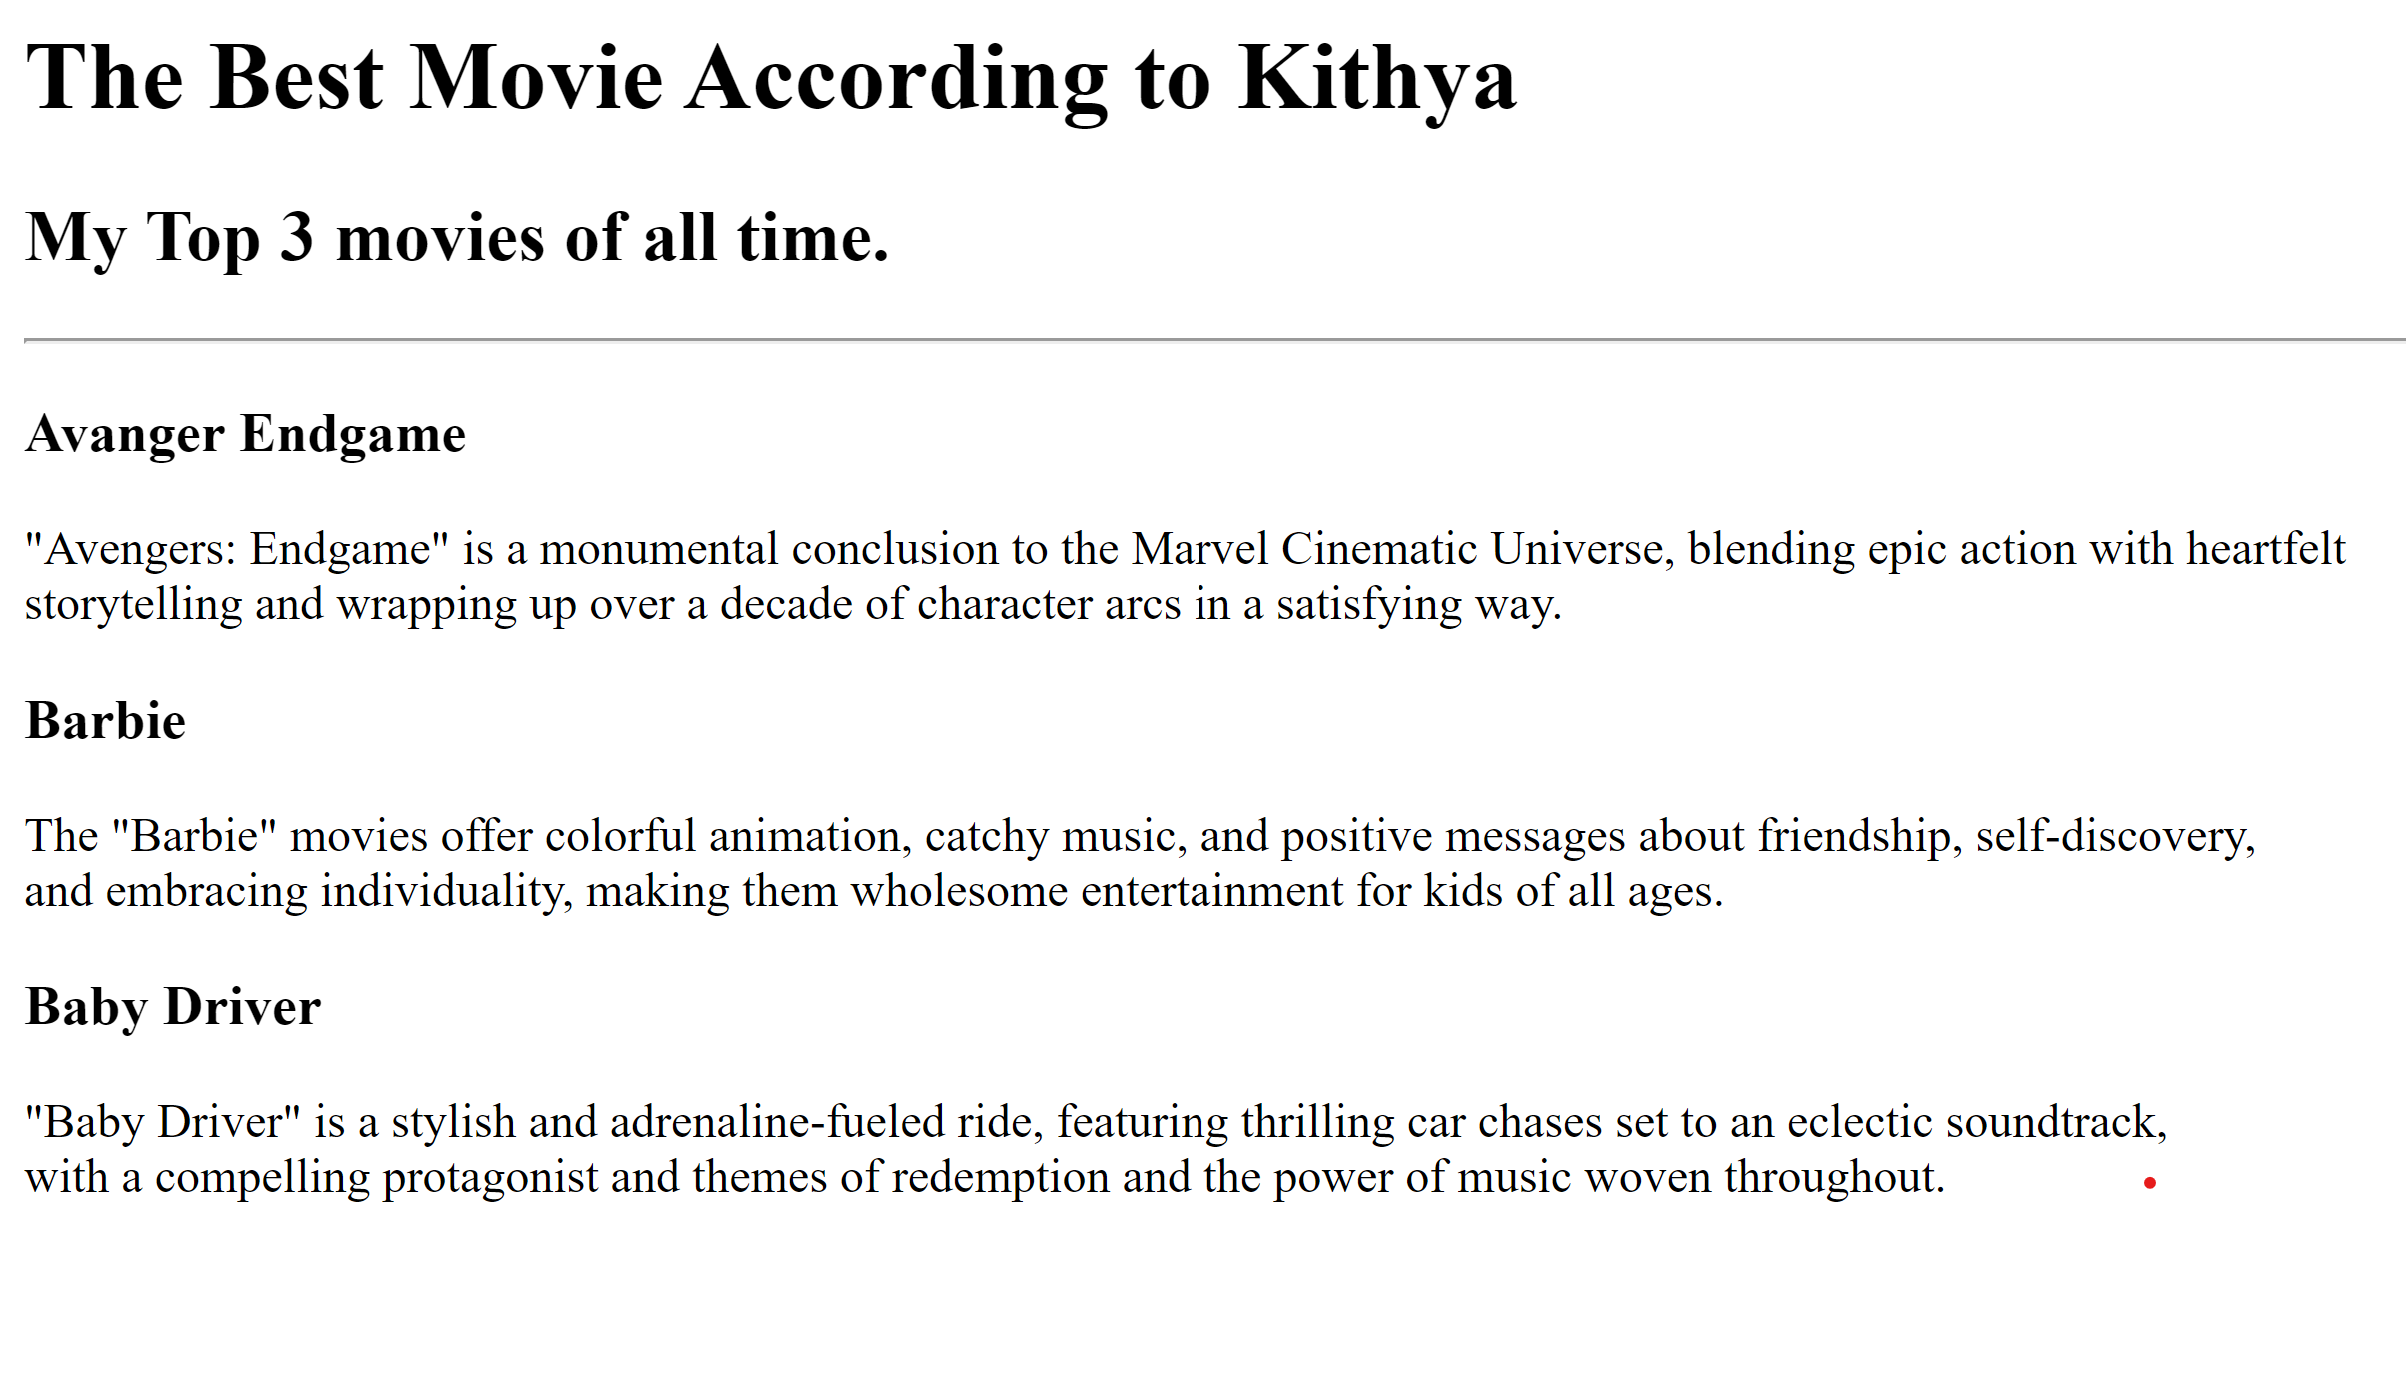 The Best Movie According to Kithya
My Top 3 movies of all time.
Avanger Endgame
"Avengers: Endgame" is a monumental conclusion to the Marvel Cinematic Universe, blending epic action with heartfelt
storytelling and wrapping up over a decade of character arcs in a satisfying way.
Barbie
The "Barbie" movies offer colorful animation, catchy music, and positive messages about friendship, self-discovery,
and embracing individuality, making them wholesome entertainment for kids of all ages.
Baby Driver
"Baby Driver" is a stylish and adrenaline-fueled ride, featuring thrilling car chases set to an eclectic soundtrack,
with a compelling protagonist and themes of redemption and the power of music woven throughout.